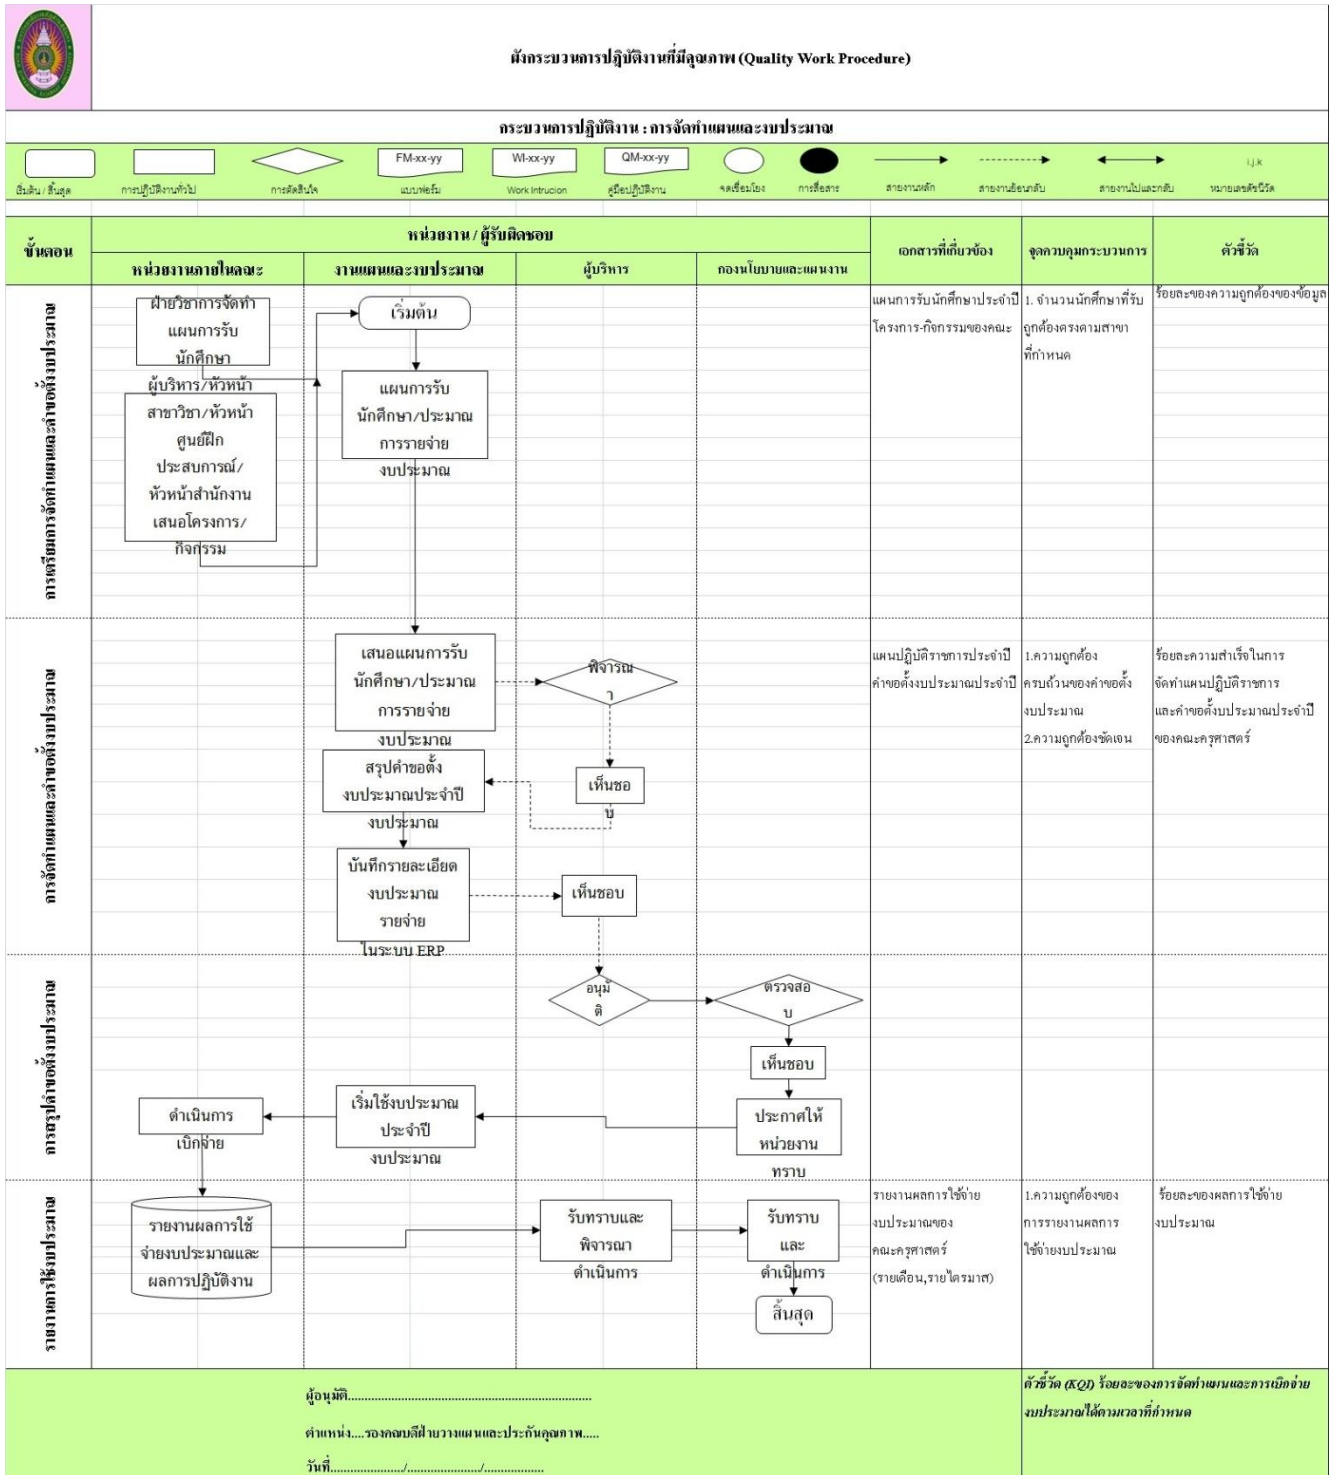 ผังกระบวนการปฏิบัติงานที่มีคุณภาพ (Quality Work Procedure)
กระบวนการปฏิบัติงาน : การจัดทำแผนและงบประมาณ
FM-xx-yy
WI-xx-yy
QM-xx-yy
i.j.k
เริ่มต้น / สิ้นสุด
การปฏิบัติงานทั่วไป
การตัดสินใจ
แบบฟอร์ม
Work Intrucion
คู่มือปฏิบัติงาน
จุดเชื่อมโยง
การสื่อสาร
สายงานหลัก
สายงานย้อนกลับ
สายงานไปและกลับ
หมายเลขดัชนีวัด
ขั้นตอน
หน่วยงาน / ผู้รับผิดชอบ
เอกสารที่เกี่ยวข้อง
จุดควบคุมกระบวนการ
ตัวชี้วัด
หน่วยงานภายในคณะ
งานแผนและงบประมาณ
ผู้บริหาร
กองนโยบายและแผนงาน
การเตรียมการจัดทำแผนและคำขอตั้งงบประมาณ
ฝ่ายวิชาการจัดทำ
แผนการรับ
นักศึกษา
ผู้บริหาร/หัวหน้า
สาขาวิชา/หัวหน้า
ศูนย์ฝึก
ประสบการณ์/
หัวหน้าสำนักงาน
เสนอโครงการ/
กิจกรรม
เริ่มต้น
แผนการรับ
นักศึกษา/ประมาณ
การรายจ่าย
งบประมาณ
แผนการรับนักศึกษาประจำปี
โครงการ-กิจกรรมของคณะ
1. จำนวนนักศึกษาที่รับ
ถูกต้องตรงตามสาขา
ที่กำหนด
ร้อยละของความถูกต้องของข้อมูล
การจัดทำแผนและคำขอตั้งงบประมาณ
เสนอแผนการรับ
นักศึกษา/ประมาณ
การรายจ่าย
งบประมาณ
พิจารณ
า
สรุปคำขอตั้ง
งบประมาณประจำปี
งบประมาณ
เห็นชอ
บ
บันทึกรายละเอียด
งบประมาณ
รายจ่าย
ในระบบ ERP
เห็นชอบ
แผนปฏิบัติราชการประจำปี
คำขอตั้งงบประมาณประจำปี
1.ความถูกต้อง
ครบถ้วนของคำขอตั้ง
งบประมาณ
2.ความถูกต้องชัดเจน
ร้อยละความสำเร็จในการ
จัดทำแผนปฏิบัติราชการ
และคำขอตั้งงบประมาณประจำปี
ของคณะครุศาสตร์
การสรุปคำขอตั้งงบประมาณ
อนุมั
ติ
ตรวจสอ
บ
เห็นชอบ
ประกาศให้
หน่วยงาน
ทราบ
เริ่มใช้งบประมาณ
ประจำปี
งบประมาณ
ดำเนินการ
เบิกจ่าย
รายงานการใช้งบประมาณ
รายงานผลการใช้
จ่ายงบประมาณและ
ผลการปฏิบัติงาน
รับทราบและ
พิจารณา
ดำเนินการ
รับทราบ
และ
ดำเนินการ
สิ้นสุด
รายงานผลการใช้จ่าย
งบประมาณของ
คณะครุศาสตร์
(รายเดือน,รายไตรมาส)
1.ความถูกต้องของ
การรายงานผลการ
ใช้จ่ายงบประมาณ
ร้อยละของผลการใช้จ่าย
งบประมาณ
ผู้อนุมัติ................................................................
ตำแหน่ง....รองคณบดีฝ่ายวางแผนและประกันคุณภาพ.....
วันที่....................../....................../..................
ตัวชี้วัด (KQI) ร้อยละของการจัดทำแผนและการเบิกจ่าย
งบประมาณได้ตามเวลาที่กำหนด